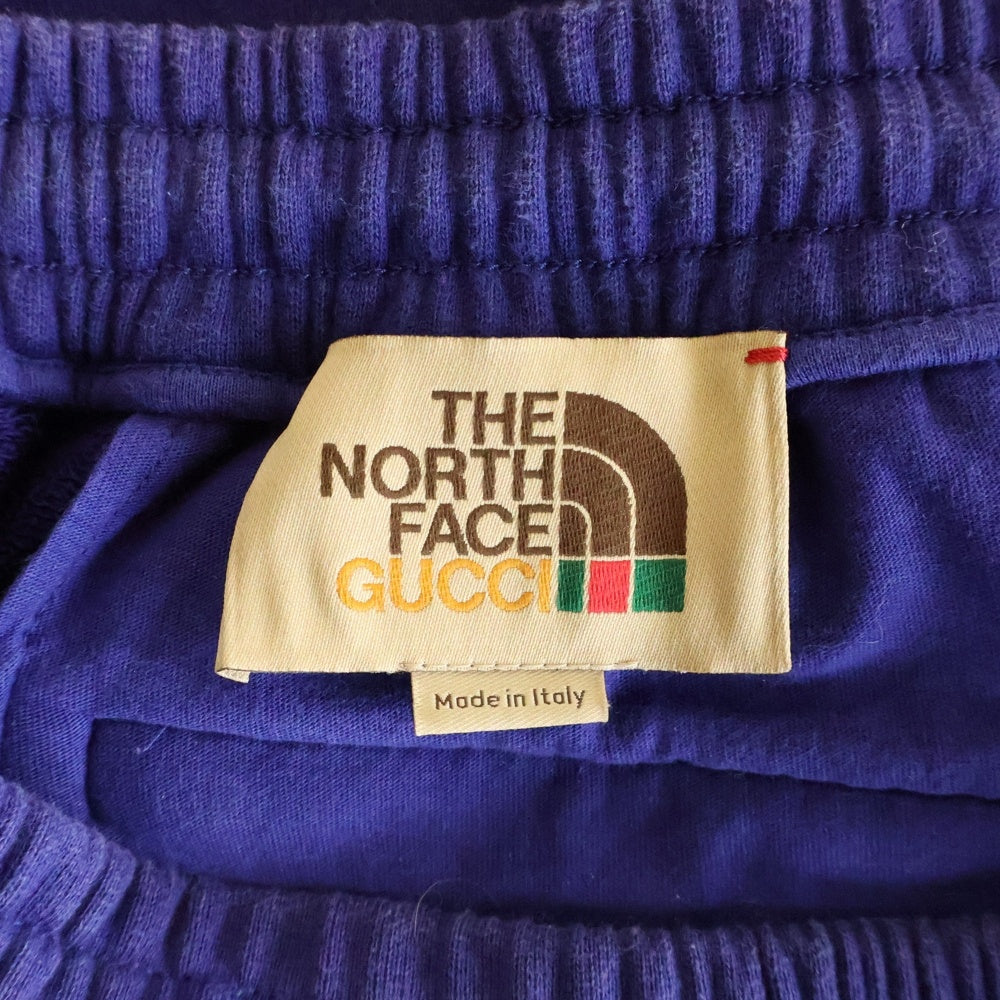 THE
NORTH
FACE
GUCCI
Made in Italy